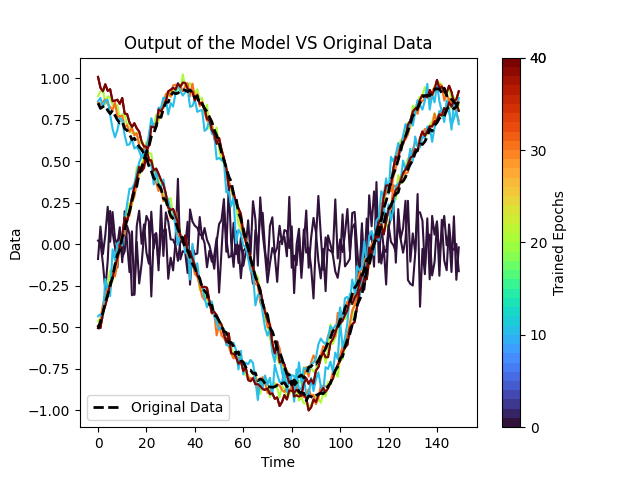 Output of the Model VS Original Data
1.00
0.75
0.50
0.25
0.00
−0.25
−0.50
−0.75
−1.00
Data
Original Data
0 20 40 60 80 100 120 140
Time
40
30
20
10
0
Trained Epochs